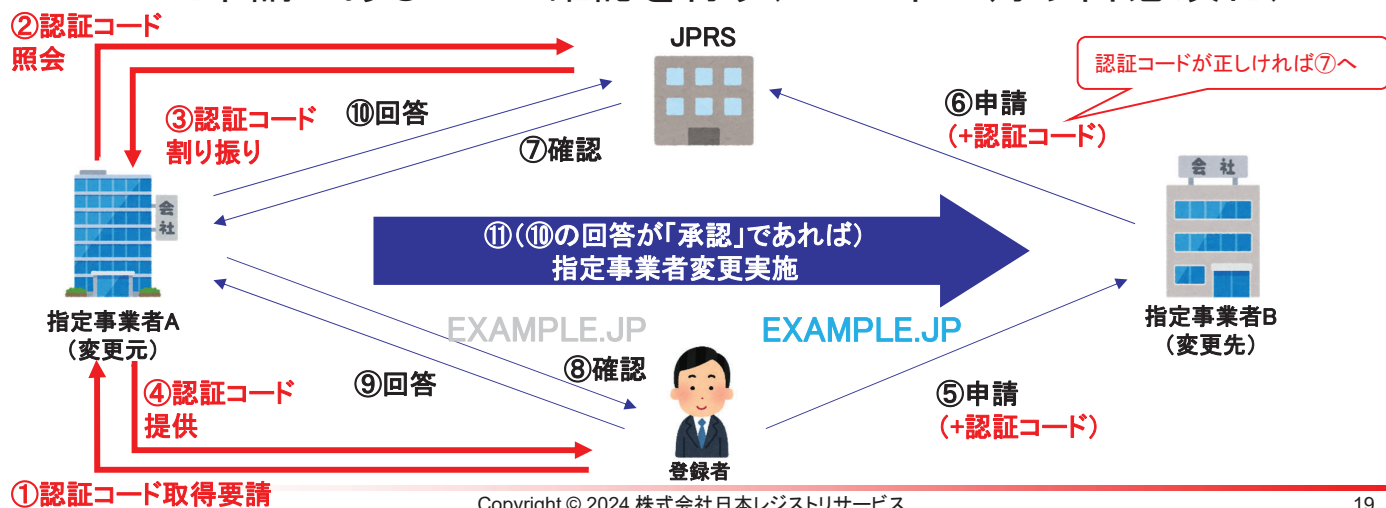 ②認証コード
照会
JPRS
認証コードが正しければ⑦へ
③認証コード
割り振り
⑩回答
⑦確認
⑥申請
(+認証コード)
会社
会社
⑪(⑩の回答が「承認」であれば)
指定事業者変更実施
指定事業者A
(変更元)
EXAMPLE.JP
EXAMPLE.JP
指定事業者B
(変更先)
④認証コード
提供
⑨回答
⑧確認
⑤申請
(+認証コード)
登録者
①認証コード取得要請
Copyright © 2024 株式会社日本レジストリサービス
19